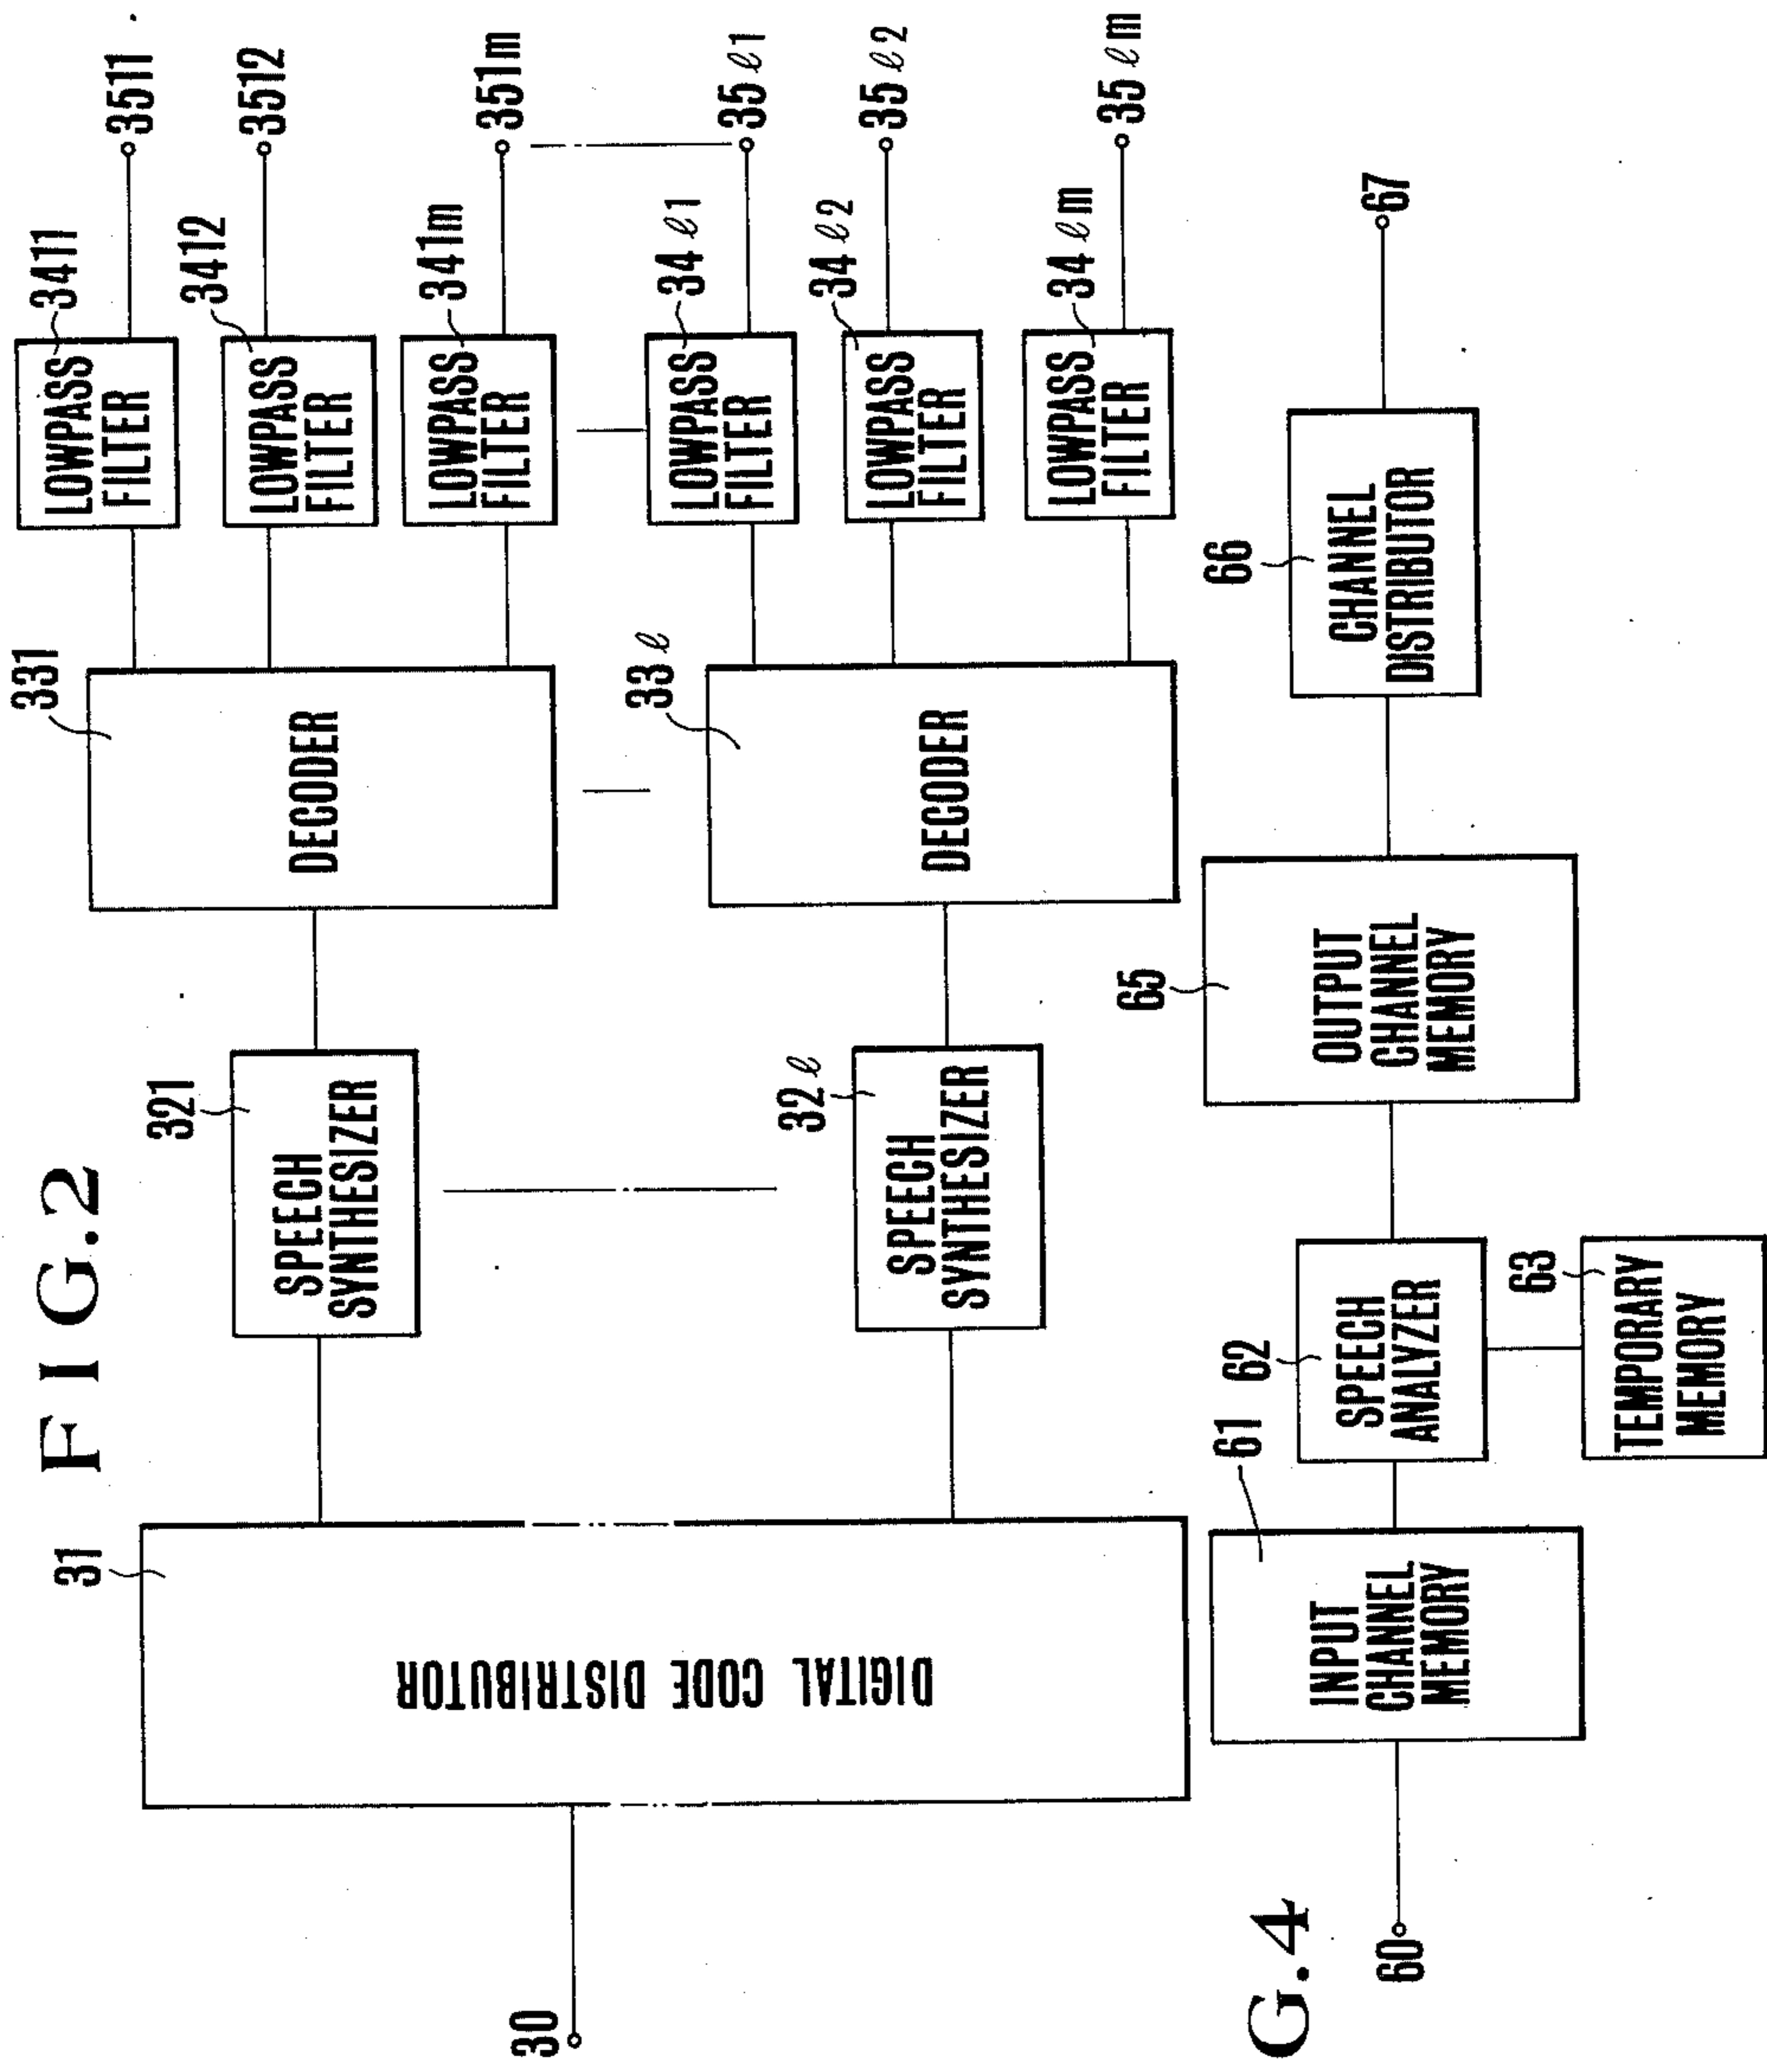 FIG.2
30
31
DIGITAL CODE DISTRIBUTOR
321
SPEECH
SYNTHESIZER
32ℓ
SPEECH
SYNTHESIZER
331
DECODER
33ℓ
DECODER
3411
LOWPASS
FILTER
3511
3412
LOWPASS
FILTER
3512
341m
LOWPASS
FILTER
351m
34ℓ1
LOWPASS
FILTER
35ℓ1
34ℓ2
LOWPASS
FILTER
35ℓ2
34ℓm
LOWPASS
FILTER
35ℓm
G.4
60
61
INPUT
CHANNEL
MEMORY
62
SPEECH
ANALYZER
63
TEMPORARY
MEMORY
65
OUTPUT
CHANNEL
MEMORY
66
CHANNEL
DISTRIBUTOR
67